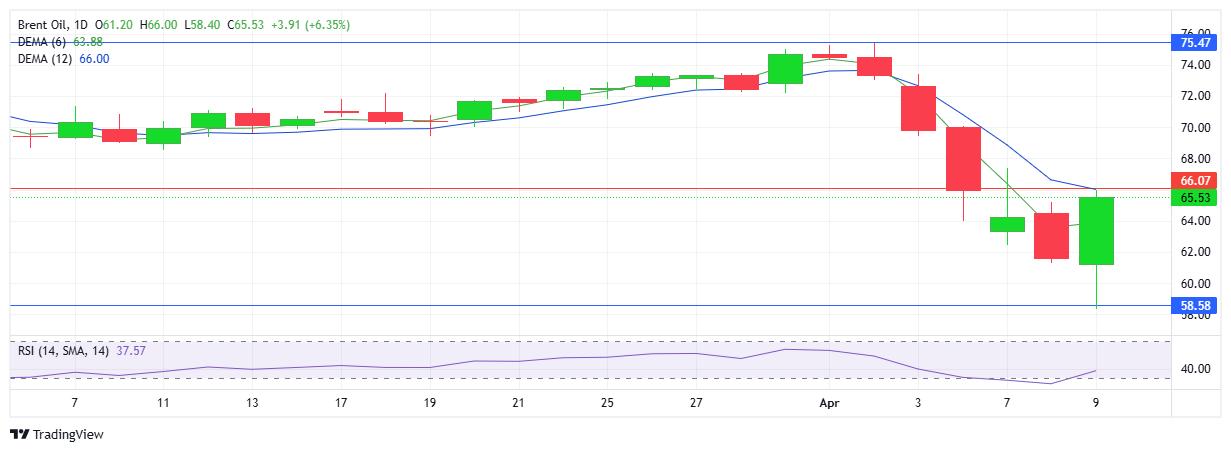 Brent Oil, 1D O61.20 H66.00 L58.40 C65.53 +3.91 (+6.35%)
DEMA (6) 63.88
DEMA (12) 66.00
76.00
75.47
74.00
72.00
70.00
68.00
66.07
65.53
64.00
62.00
60.00
58.58
58.00
RSI (14, SMA, 14) 37.57
40.00
7 11 13 17 19 21 25 27 Apr 3 7 9
TradingView